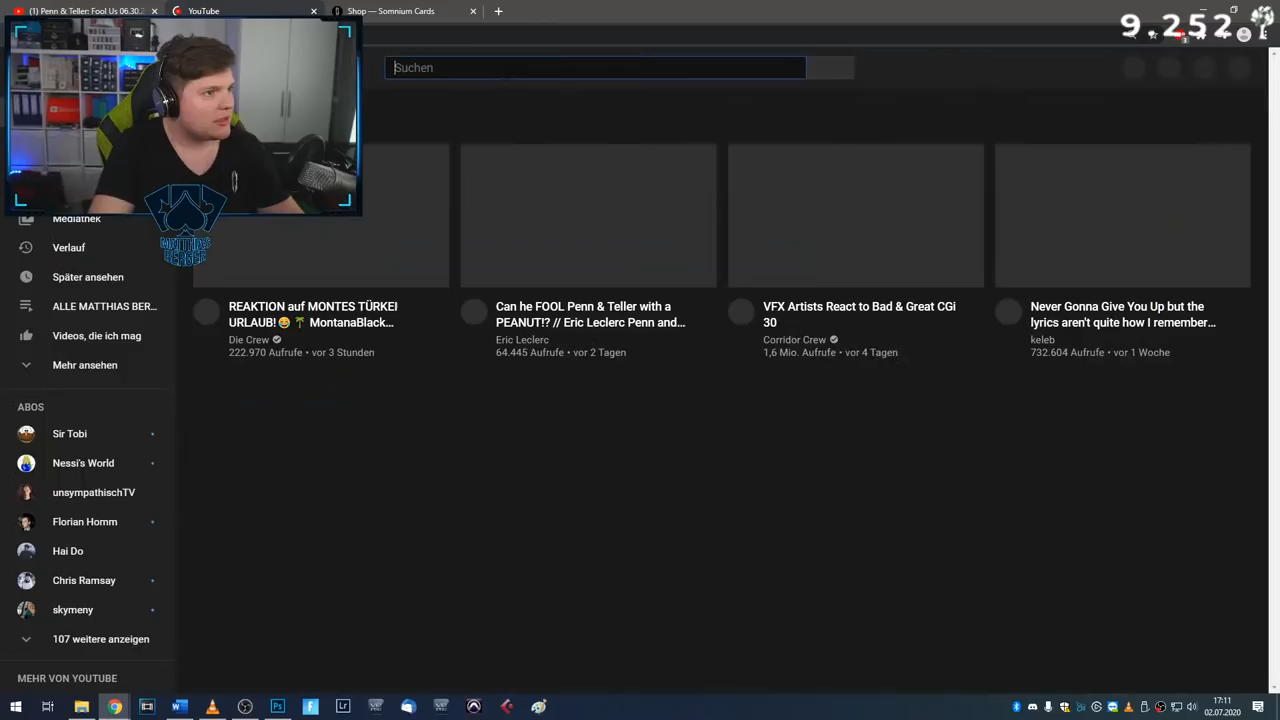 (1) Penn & Teller: Fool Us 06.30.2
YouTube
Shop — Somnium Cards
9.252
Suchen
MATTHIAS
BERGER
Mediathek
Verlauf
Später ansehen
ALLE MATTHIAS BER...
Videos, die ich mag
Mehr ansehen
ABOS
Sir Tobi
Nessi's World
unsympathischTV
Florian Homm
Hai Do
Chris Ramsay
skymeny
107 weitere anzeigen
MEHR VON YOUTUBE
REAKTION auf MONTES TÜRKEI
URLAUB!😂 🌴 MontanaBlack...
Die Crew
222.970 Aufrufe • vor 3 Stunden
Can he FOOL Penn & Teller with a
PEANUT!? // Eric Leclerc Penn and...
Eric Leclerc
64.445 Aufrufe • vor 2 Tagen
VFX Artists React to Bad & Great CGi
30
Corridor Crew
1,6 Mio. Aufrufe • vor 4 Tagen
Never Gonna Give You Up but the
lyrics aren't quite how I remember...
keleb
732.604 Aufrufe • vor 1 Woche
17:11
02.07.2020